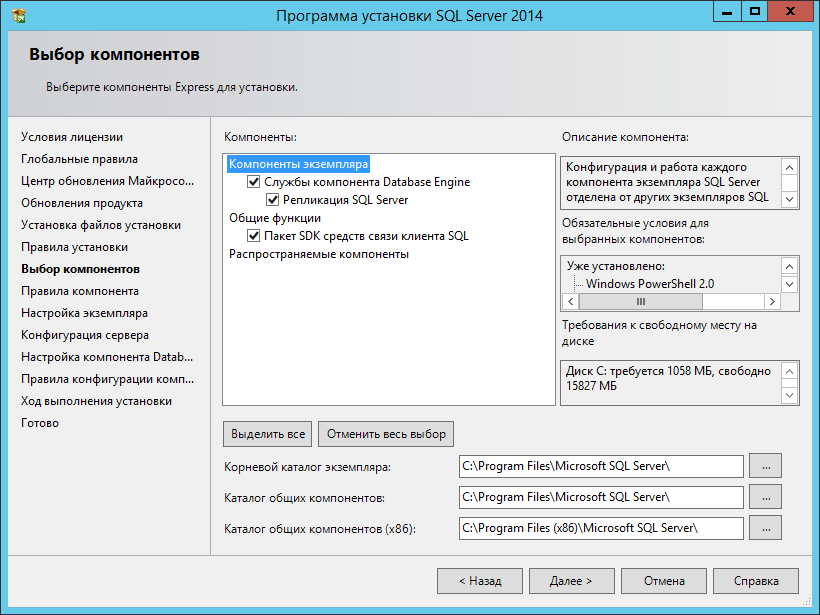 Программа установки SQL Server 2014
Выбор компонентов
Выберите компоненты Express для установки.
Условия лицензии
Глобальные правила
Центр обновления Майкросо...
Обновления продукта
Установка файлов установки
Правила установки
Выбор компонентов
Правила компонента
Настройка экземпляра
Конфигурация сервера
Настройка компонента Datab...
Правила конфигурации комп...
Ход выполнения установки
Готово
Компоненты:
Компоненты экземпляра
Службы компонента Database Engine
Репликация SQL Server
Общие функции
Пакет SDK средств связи клиента SQL
Распространяемые компоненты
Описание компонента:
Конфигурация и работа каждого
компонента экземпляра SQL Server
отделена от других экземпляров SQL
Обязательные условия для
выбранных компонентов:
Уже установлено:
Windows PowerShell 2.0
Требования к свободному месту на
диске
Диск C: требуется 1058 МБ, свободно
15827 МБ
Выделить все
Отменить весь выбор
Корневой каталог экземпляра:
C:\Program Files\Microsoft SQL Server\
...
Каталог общих компонентов:
C:\Program Files\Microsoft SQL Server\
...
Каталог общих компонентов (x86):
C:\Program Files (x86)\Microsoft SQL Server\
...
< Назад
Далее >
Отмена
Справка